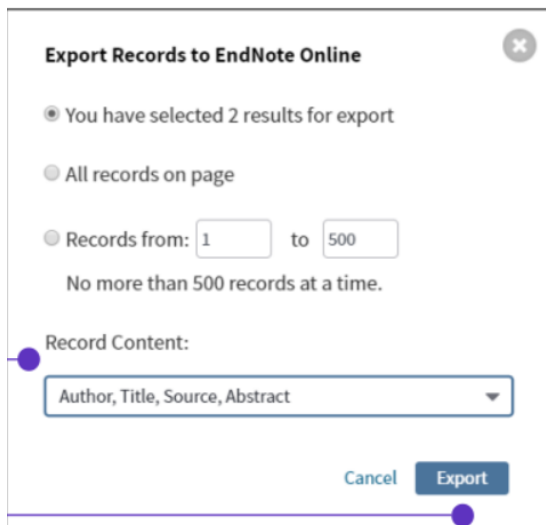 Export Records to EndNote Online
You have selected 2 results for export
All records on page
Records from: 1 to 500
No more than 500 records at a time.
Record Content:
Author, Title, Source, Abstract
Cancel Export